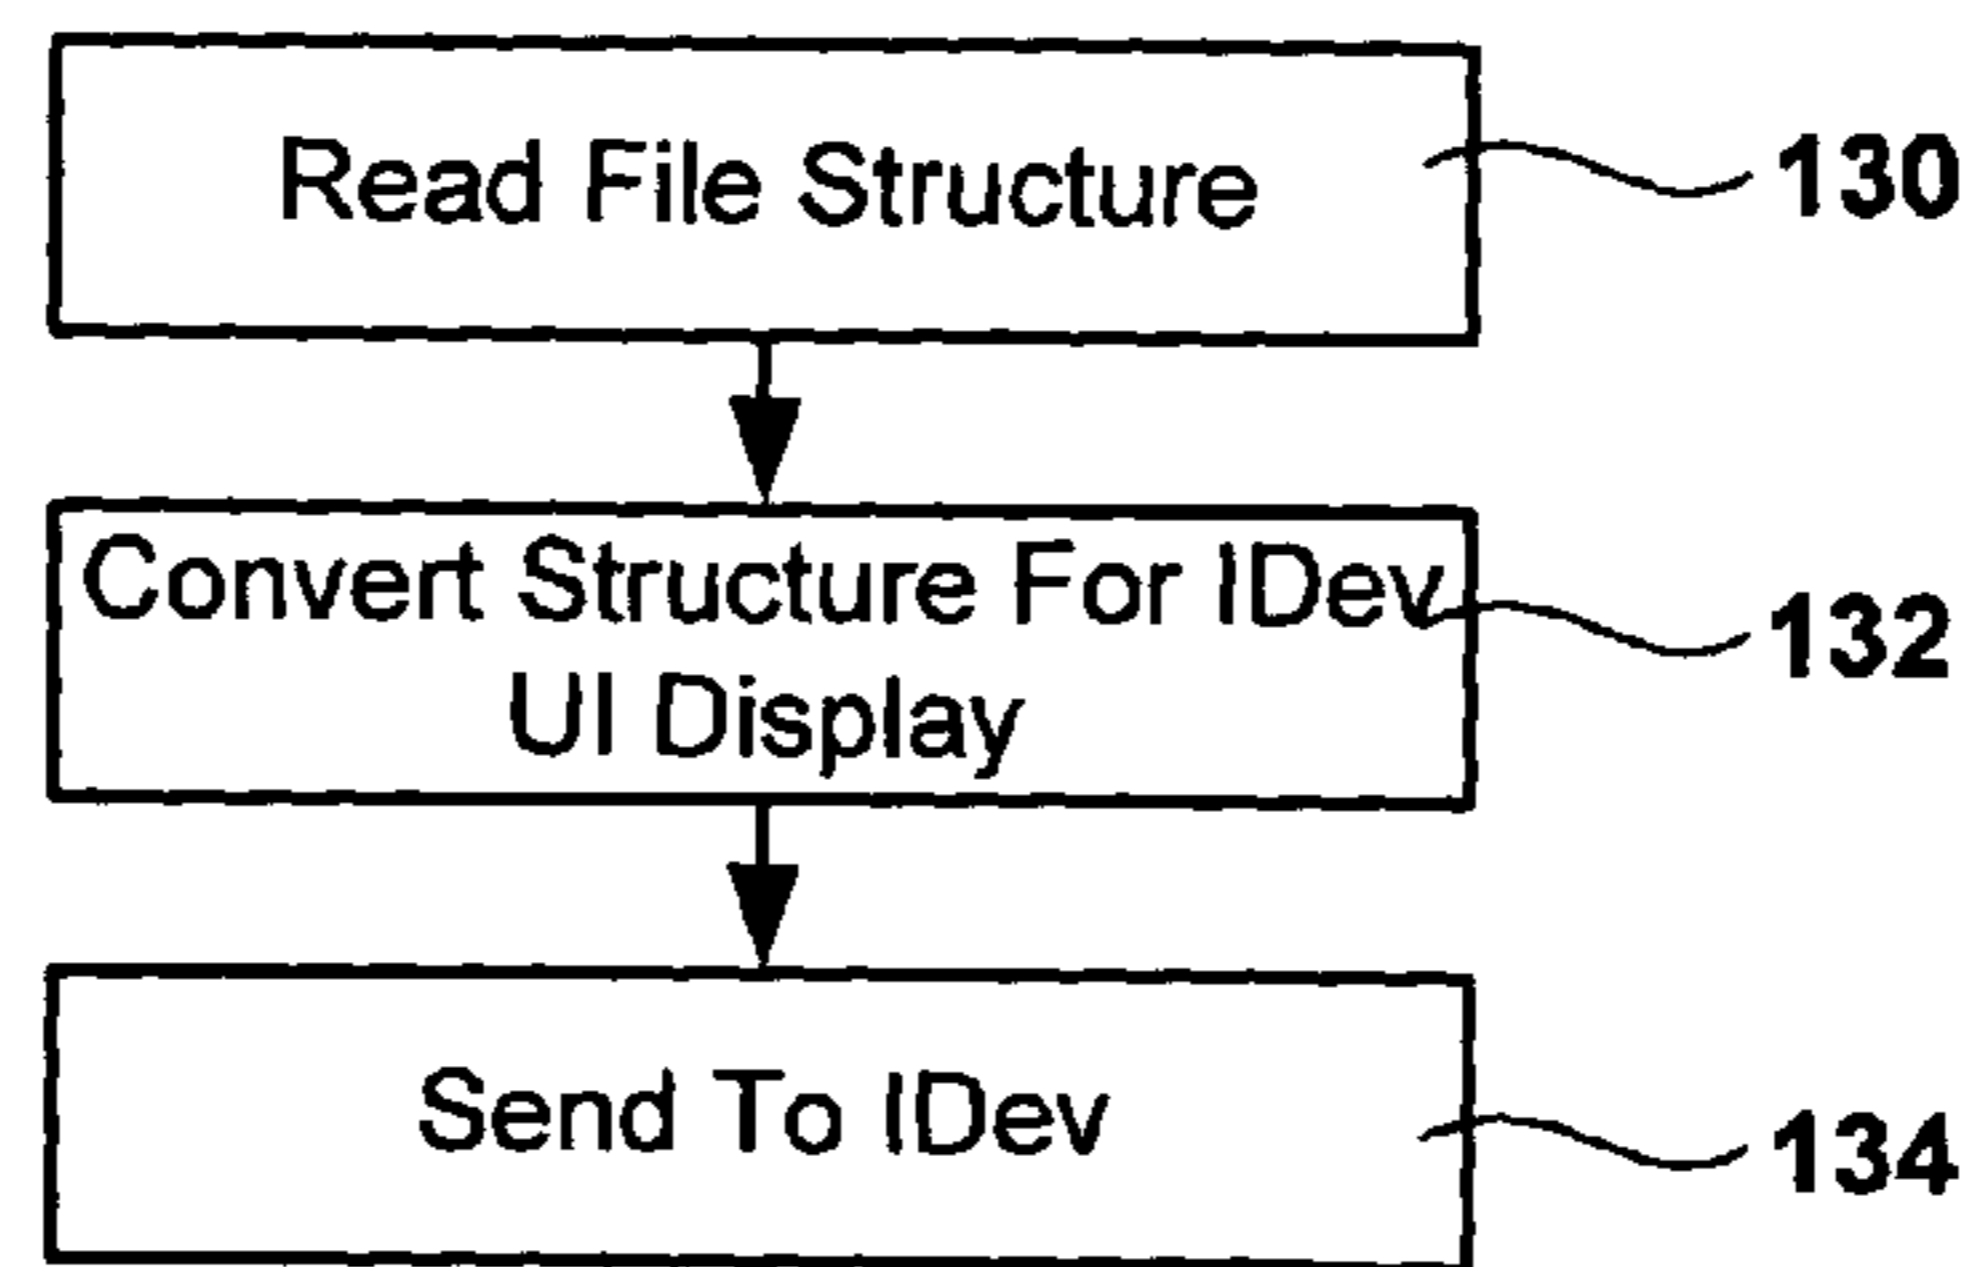 Read File Structure
130
Convert Structure For IDev
132
UI Display
Send To IDev
134